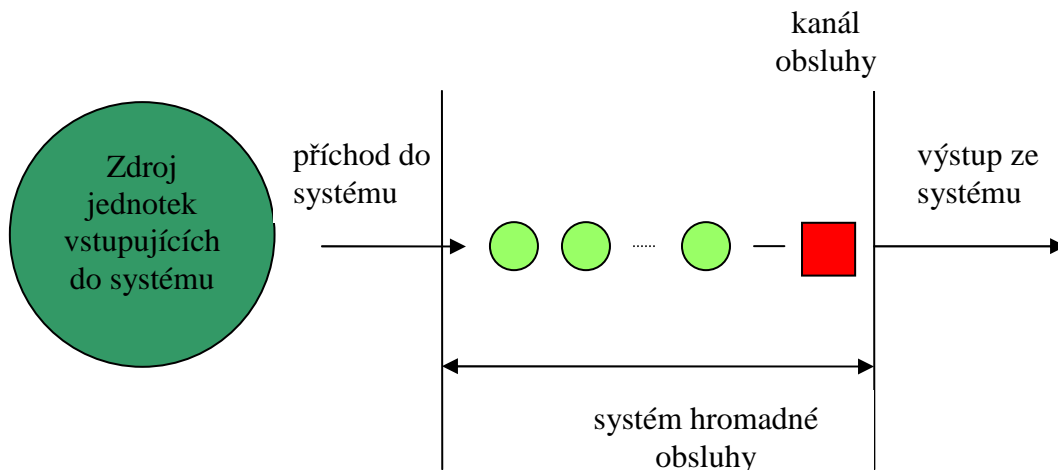 kanál
obsluhy
Zdroj
jednotek
vstupujících
do systému
příchod do
systému
výstup ze
systému
systém hromadné
obsluhy